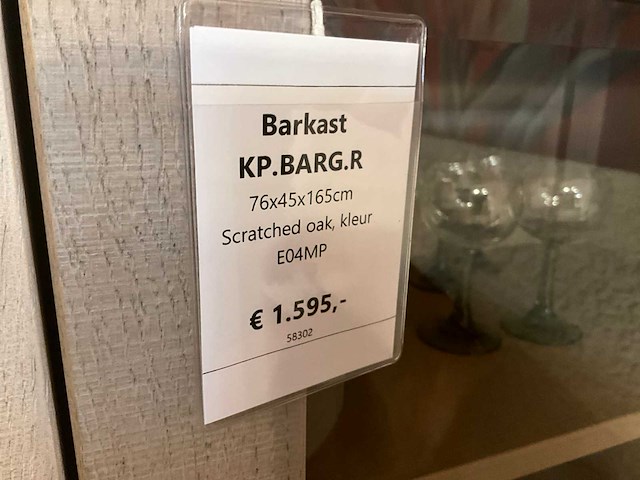 Barkast
KP.BARG.R
76x45x165cm
Scratched oak, kleur
E04MP
€ 1.595,-
58302